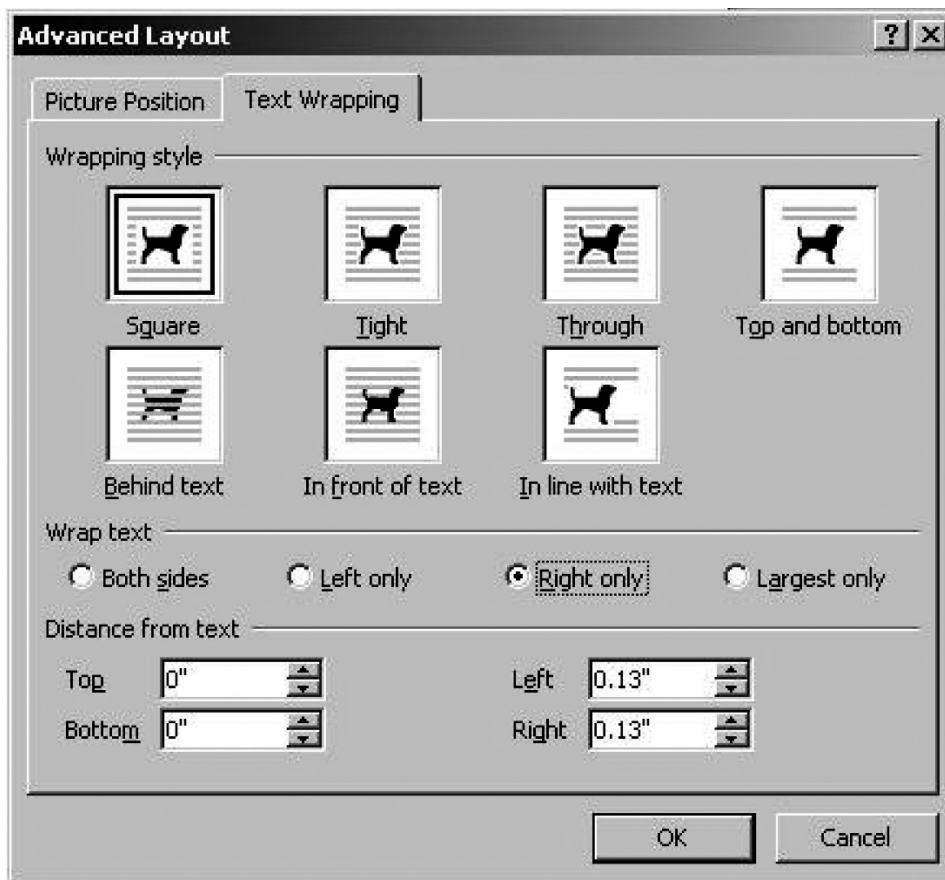 Advanced Layout
Picture Position Text Wrapping
Wrapping style
Square Tight Through Top and bottom
Behind text In front of text In line with text
Wrap text
Both sides Left only Right only Largest only
Distance from text
Top 0" Left 0.13"
Bottom 0" Right 0.13"
OK Cancel